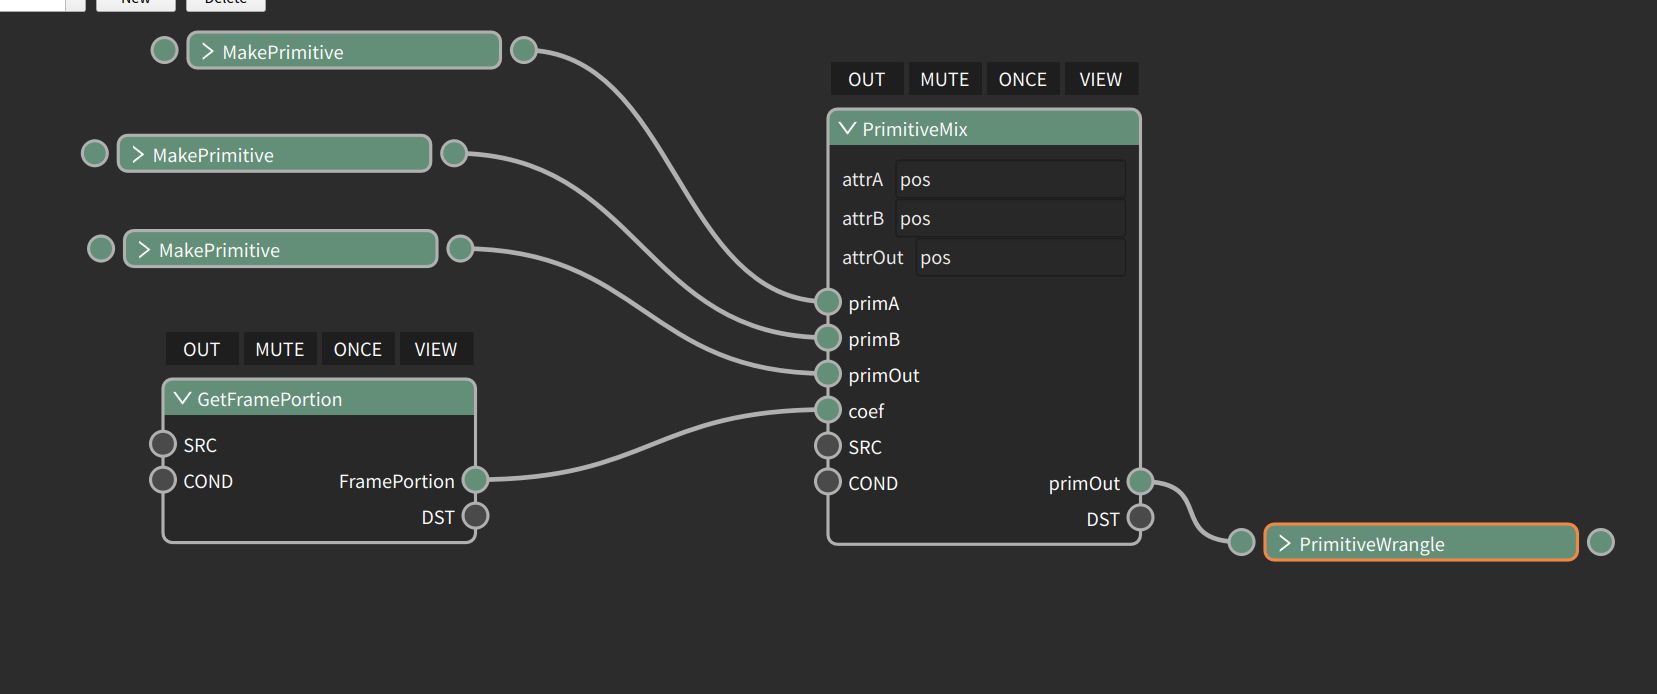 New Delete
MakePrimitive
MakePrimitive
MakePrimitive
OUT MUTE ONCE VIEW
GetFramePortion
SRC
COND FramePortion
DST
OUT MUTE ONCE VIEW
PrimitiveMix
attrA pos
attrB pos
attrOut pos
primA
primB
primOut
coef
SRC
COND primOut
DST
PrimitiveWrangle